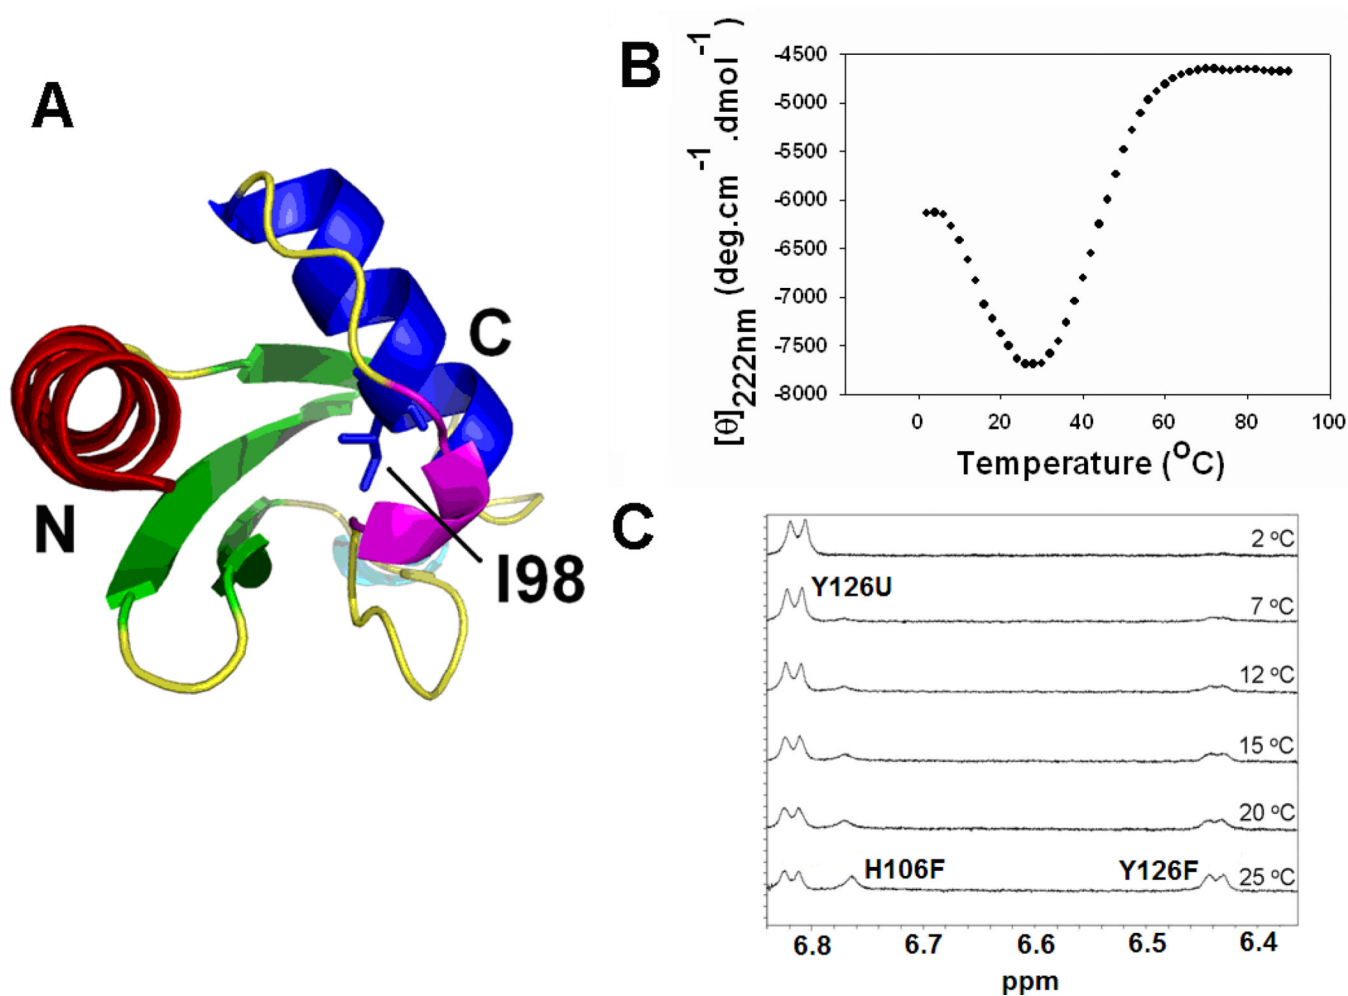 A
C
N
I98
B
[θ]222nm (deg.cm-1.dmol-1)
-4500
-5000
-5500
-6000
-6500
-7000
-7500
-8000
0 20 40 60 80 100
Temperature (oC)
C
2 oC
Y126U
7 oC
12 oC
15 oC
20 oC
H106F
Y126F
25 oC
6.8 6.7 6.6 6.5 6.4
ppm